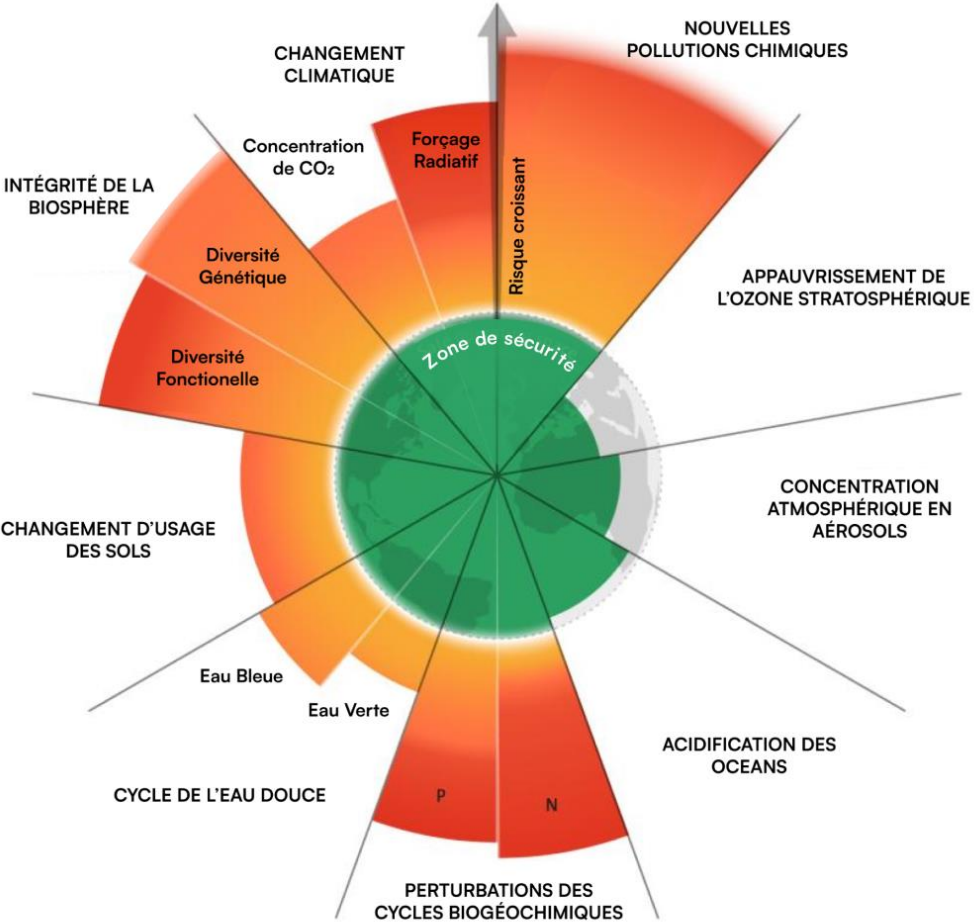 NOUVELLES
POLLUTIONS CHIMIQUES
CHANGEMENT
CLIMATIQUE
Concentration
de CO₂
Forçage
Radiatif
Risque croissant
INTÉGRITÉ DE LA
BIOSPHÈRE
Diversité
Génétique
APPAUVRISSEMENT DE
L'OZONE STRATOSPHÉRIQUE
Zone de sécurité
Diversité
Fonctionelle
CONCENTRATION
ATMOSPHÉRIQUE EN
AÉROSOLS
CHANGEMENT D'USAGE
DES SOLS
Eau Bleue
Eau Verte
ACIDIFICATION DES
OCEANS
CYCLE DE L'EAU DOUCE
P
N
PERTURBATIONS DES
CYCLES BIOGÉOCHIMIQUES